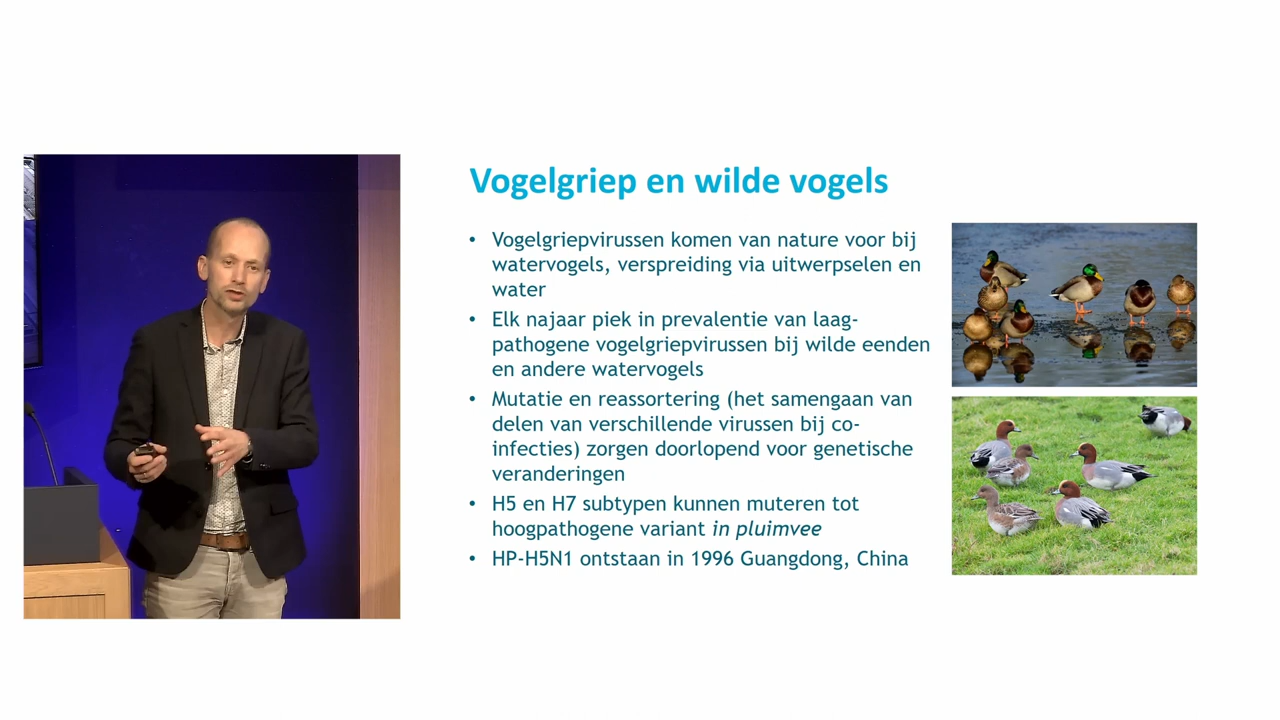 Vogelgriep en wilde vogels
• Vogelgriepvirussen komen van nature voor bij
watervogels, verspreiding via uitwerpselen en
water
• Elk najaar piek in prevalentie van laag-
pathogene vogelgriepvirussen bij wilde eenden
en andere watervogels
• Mutatie en reassortering (het samengaan van
delen van verschillende virussen bij co-
infecties) zorgen doorlopend voor genetische
veranderingen
• H5 en H7 subtypen kunnen muteren tot
hoogpathogene variant in pluimvee
• HP-H5N1 ontstaan in 1996 Guangdong, China